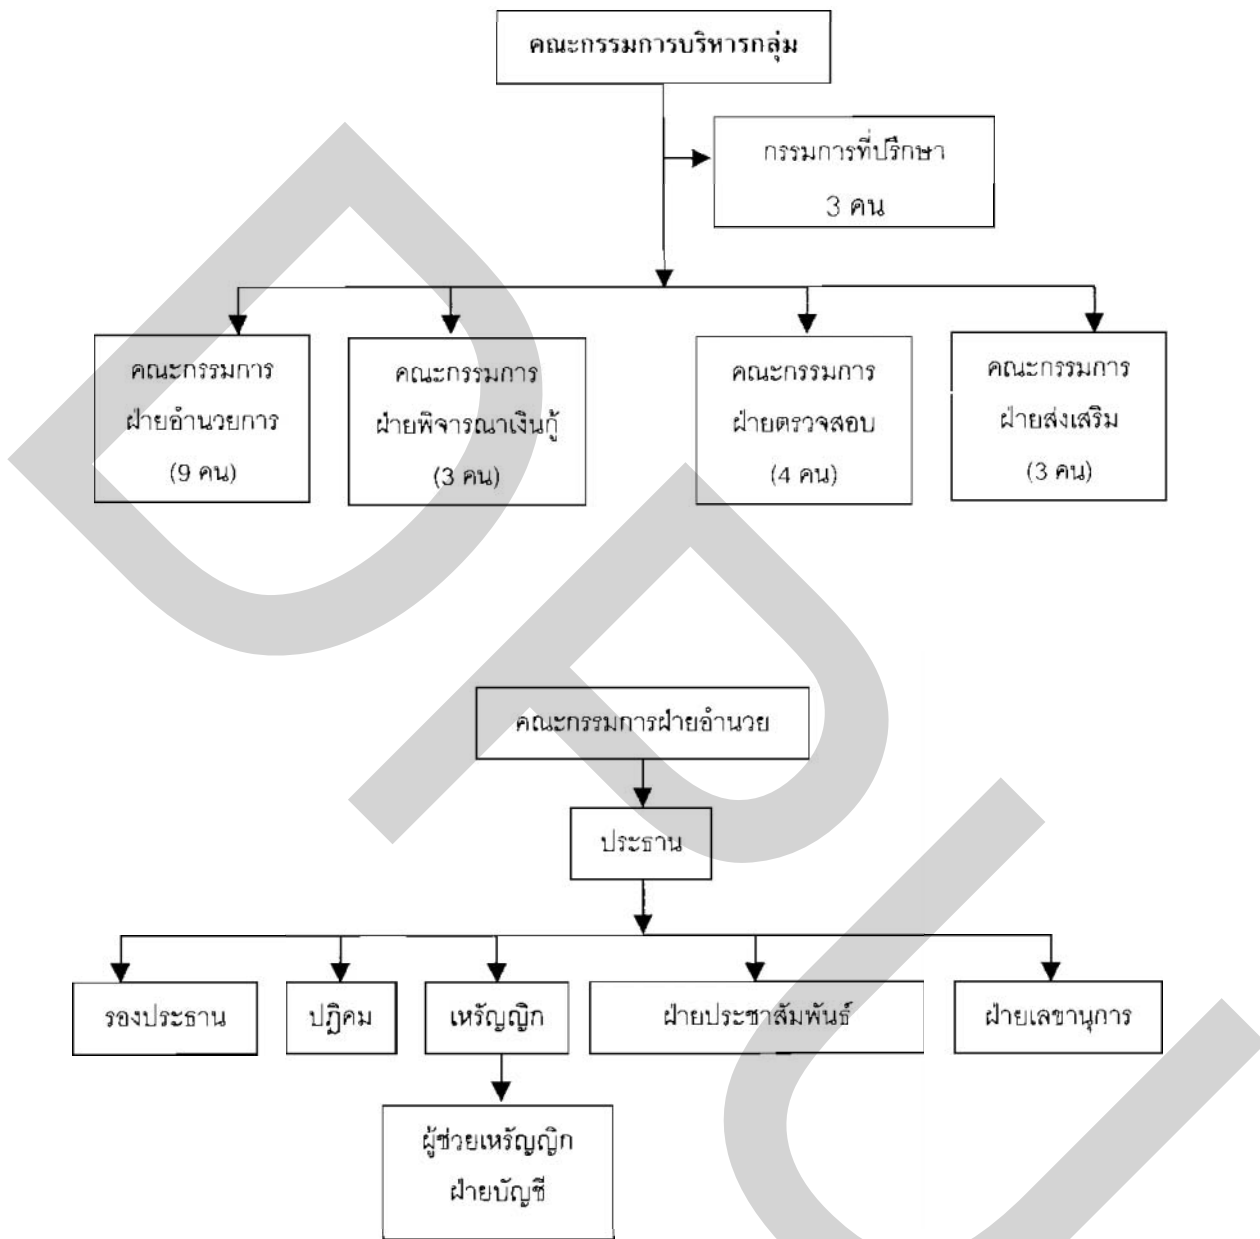 คณะกรรมการบริหารกลุ่ม
กรรมการที่ปรึกษา
3 คน
คณะกรรมการ
ฝ่ายอำนวยการ
(9 คน)
คณะกรรมการ
ฝ่ายพิจารณาเงินกู้
(3 คน)
คณะกรรมการ
ฝ่ายตรวจสอบ
(4 คน)
คณะกรรมการ
ฝ่ายส่งเสริม
(3 คน)
คณะกรรมการฝ่ายอำนวย
ประธาน
รองประธาน
ปฏิคม
เหรัญญิก
ฝ่ายประชาสัมพันธ์
ฝ่ายเลขานุการ
ผู้ช่วยเหรัญญิก
ฝ่ายบัญชี
DPU